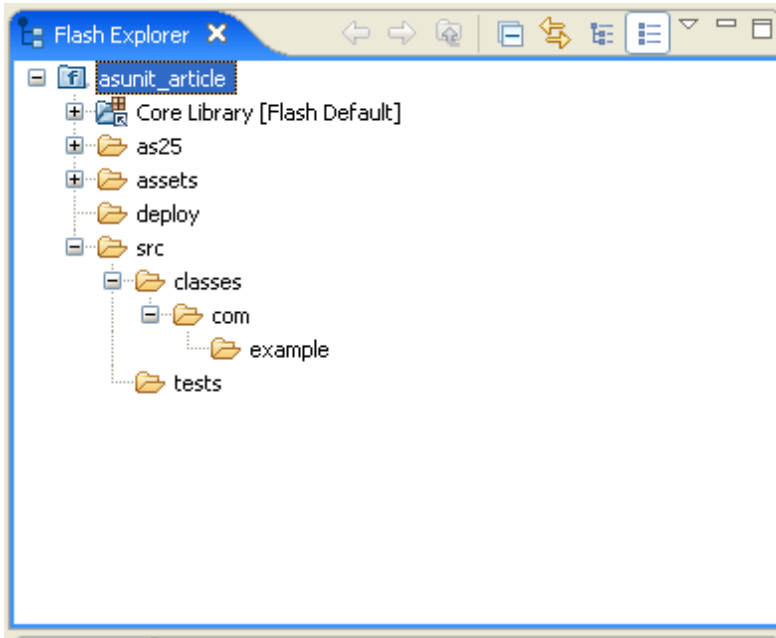 Flash Explorer
asunit_article
Core Library [Flash Default]
as25
assets
deploy
src
classes
com
example
tests